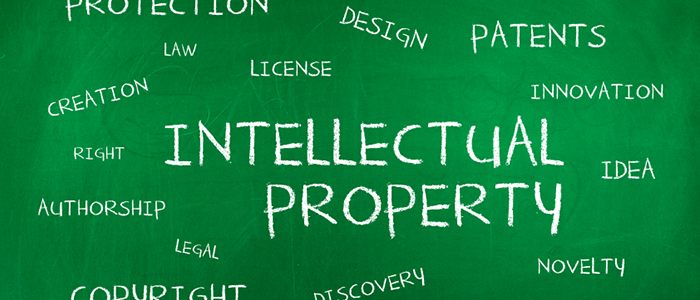 PROTECTION
DESIGN
PATENTS
LAW
LICENSE
CREATION
INNOVATION
INTELLECTUAL
PROPERTY
RIGHT
IDEA
AUTHORSHIP
LEGAL
NOVELTY
COPYRIGHT
DISCOVERY